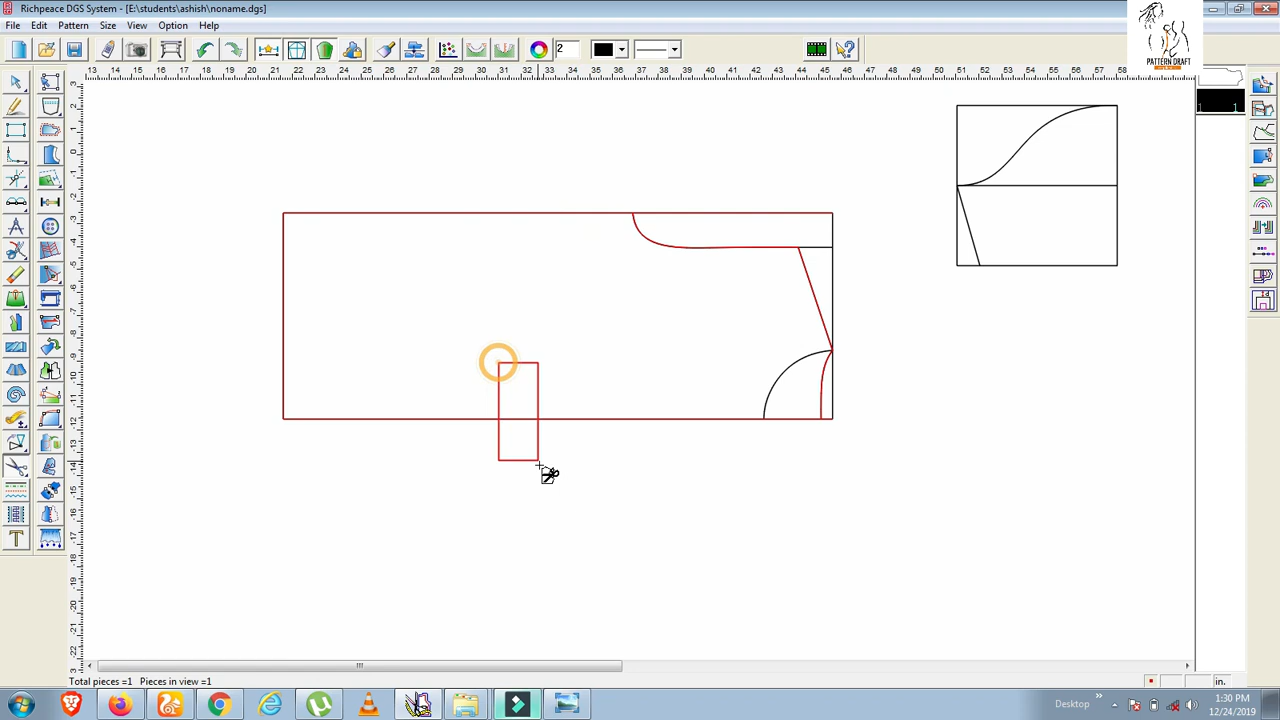 Richpeace DGS System - [E:\students\ashish\noname.dgs]
File Edit Pattern Size View Option Help
PATTERN DRAFT
2
13 14 15 16 17 18 19 20 21 22 23 24 25 26 27 28 29 30 31 32 33 34 35 36 37 38 39 40 41 42 43 44 45 46 47 48 49 50 51 52 53 54 55 56 57 58
1 1
T
Total pieces =1 Pieces in view =1
in.
Desktop
1:30 PM
12/24/2019